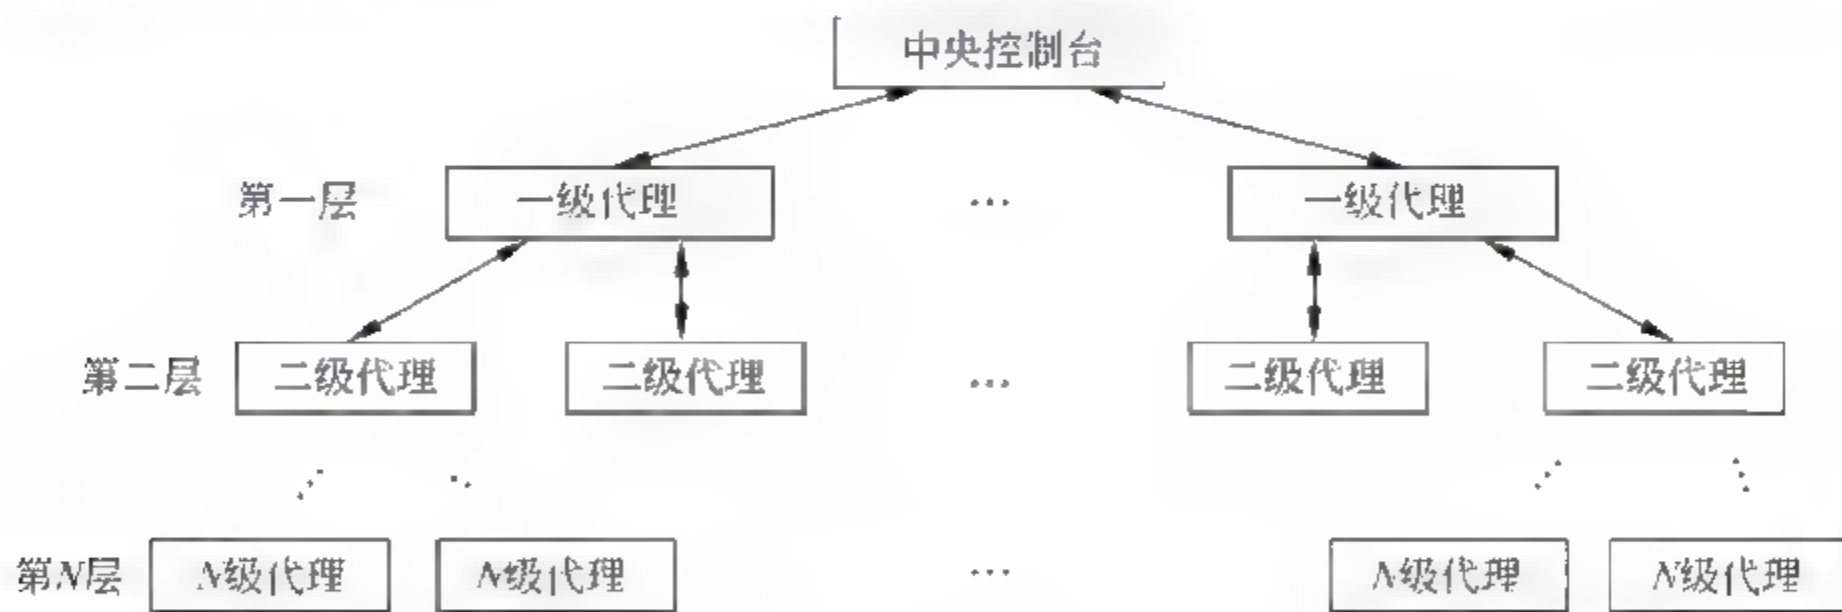 中央控制台
第一层 一级代理 … 一级代理
第二层 二级代理 二级代理 … 二级代理 二级代理
第N层 N级代理 N级代理 … N级代理 N级代理